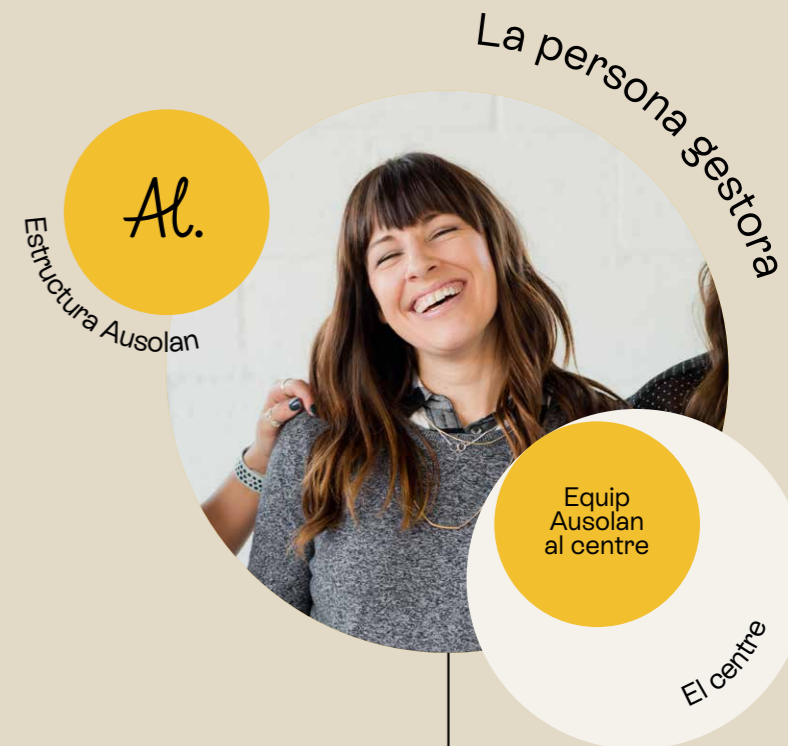 La persona gestora
Al.
Estructura Ausolan
Equip
Ausolan
al centre
El centre